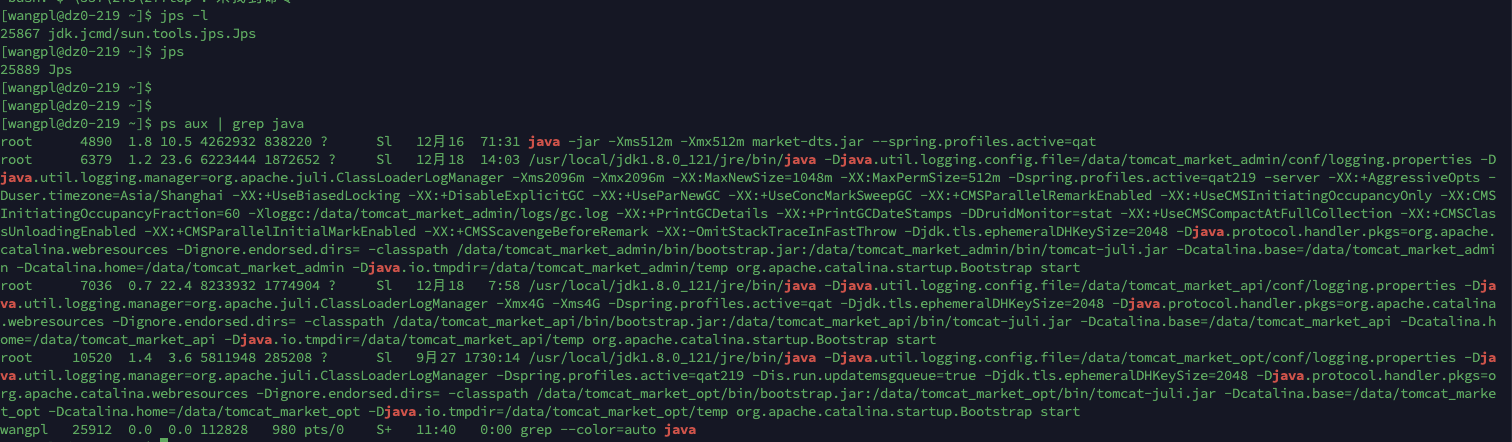 [wangpl@dz0-219 ~]$ jps -l
25867 jdk.jcmd/sun.tools.jps.Jps
[wangpl@dz0-219 ~]$ jps
25889 Jps
[wangpl@dz0-219 ~]$
[wangpl@dz0-219 ~]$
[wangpl@dz0-219 ~]$ ps aux | grep java
root      4890  1.8 10.5 4262932 838220 ?      Sl   12月16  71:31 java -jar -Xms512m -Xmx512m market-dts.jar --spring.profiles.active=qat
root      6379  1.2 23.6 6223444 1872652 ?     Sl   12月18  14:03 /usr/local/jdk1.8.0_121/jre/bin/java -Djava.util.logging.config.file=/data/tomcat_market_admin/conf/logging.properties -D
java.util.logging.manager=org.apache.juli.ClassLoaderLogManager -Xms2096m -Xmx2096m -XX:MaxNewSize=1048m -XX:MaxPermSize=512m -Dspring.profiles.active=qat219 -server -XX:+AggressiveOpts -
Duser.timezone=Asia/Shanghai -XX:+UseBiasedLocking -XX:+DisableExplicitGC -XX:+UseParNewGC -XX:+UseConcMarkSweepGC -XX:+CMSParallelRemarkEnabled -XX:+UseCMSInitiatingOccupancyOnly -XX:CMS
InitiatingOccupancyFraction=60 -Xloggc:/data/tomcat_market_admin/logs/gc.log -XX:+PrintGCDetails -XX:+PrintGCDateStamps -DDruidMonitor=stat -XX:+UseCMSCompactAtFullCollection -XX:+CMSClas
sUnloadingEnabled -XX:+CMSParallelInitialMarkEnabled -XX:+CMSScavengeBeforeRemark -XX:-OmitStackTraceInFastThrow -Djdk.tls.ephemeralDHKeySize=2048 -Djava.protocol.handler.pkgs=org.apache.
catalina.webresources -Dignore.endorsed.dirs= -classpath /data/tomcat_market_admin/bin/bootstrap.jar:/data/tomcat_market_admin/bin/tomcat-juli.jar -Dcatalina.base=/data/tomcat_market_admi
n -Dcatalina.home=/data/tomcat_market_admin -Djava.io.tmpdir=/data/tomcat_market_admin/temp org.apache.catalina.startup.Bootstrap start
root      7036  0.7 22.4 8233932 1774904 ?     Sl   12月18   7:58 /usr/local/jdk1.8.0_121/jre/bin/java -Djava.util.logging.config.file=/data/tomcat_market_api/conf/logging.properties -Dja
va.util.logging.manager=org.apache.juli.ClassLoaderLogManager -Xmx4G -Xms4G -Dspring.profiles.active=qat -Djdk.tls.ephemeralDHKeySize=2048 -Djava.protocol.handler.pkgs=org.apache.catalina
.webresources -Dignore.endorsed.dirs= -classpath /data/tomcat_market_api/bin/bootstrap.jar:/data/tomcat_market_api/bin/tomcat-juli.jar -Dcatalina.base=/data/tomcat_market_api -Dcatalina.h
ome=/data/tomcat_market_api -Djava.io.tmpdir=/data/tomcat_market_api/temp org.apache.catalina.startup.Bootstrap start
root     10520  1.4  3.6 5811948 285208 ?      Sl   9月27 1730:14 /usr/local/jdk1.8.0_121/jre/bin/java -Djava.util.logging.config.file=/data/tomcat_market_opt/conf/logging.properties -Dja
va.util.logging.manager=org.apache.juli.ClassLoaderLogManager -Dspring.profiles.active=qat219 -Dis.run.updatemsgqueue=true -Djdk.tls.ephemeralDHKeySize=2048 -Djava.protocol.handler.pkgs=o
rg.apache.catalina.webresources -Dignore.endorsed.dirs= -classpath /data/tomcat_market_opt/bin/bootstrap.jar:/data/tomcat_market_opt/bin/tomcat-juli.jar -Dcatalina.base=/data/tomcat_marke
t_opt -Dcatalina.home=/data/tomcat_market_opt -Djava.io.tmpdir=/data/tomcat_market_opt/temp org.apache.catalina.startup.Bootstrap start
wangpl   25912  0.0  0.0 112828   980 pts/0    S+   11:40   0:00 grep --color=auto java